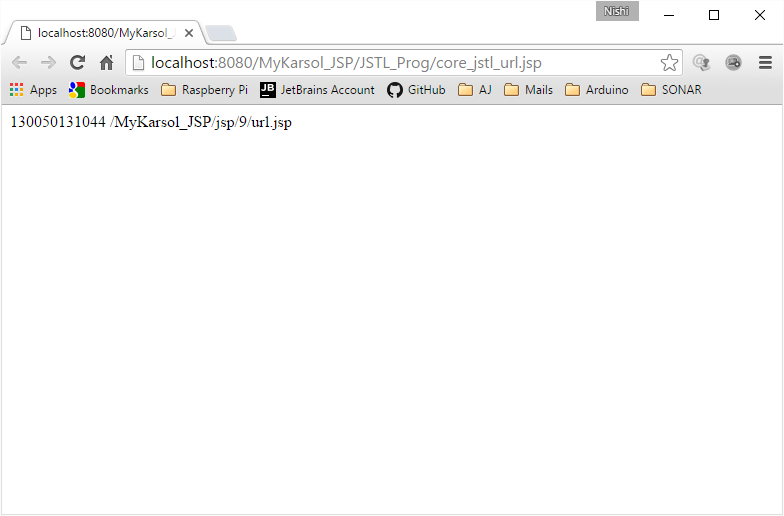 Nishi
localhost:8080/MyKarsol_J
localhost:8080/MyKarsol_JSP/JSTL_Prog/core_jstl_url.jsp
Apps Bookmarks Raspberry Pi JB JetBrains Account GitHub AJ Mails Arduino SONAR
130050131044 /MyKarsol_JSP/jsp/9/url.jsp